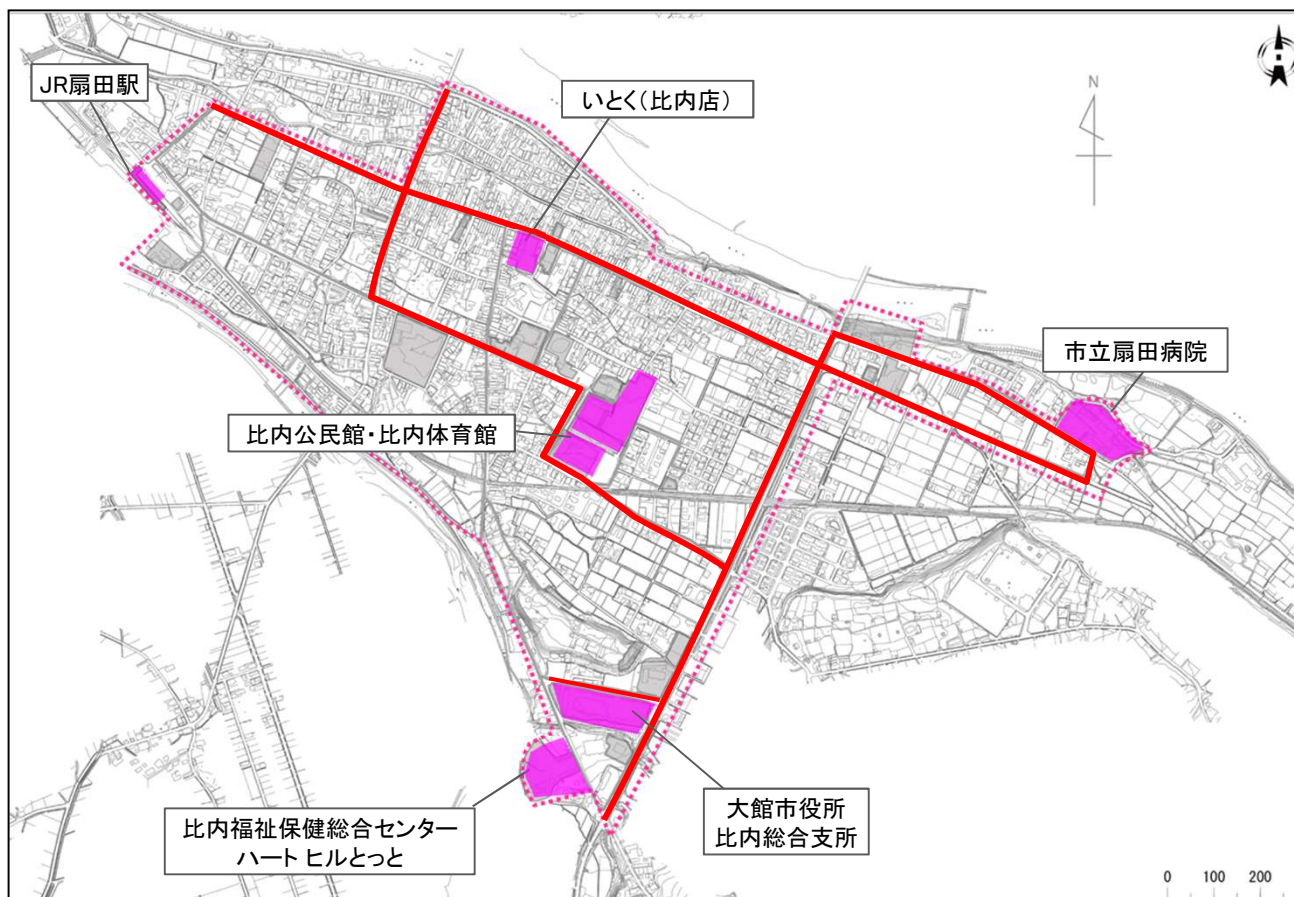 JR扇田駅
いとく(比内店)
N
市立扇田病院
比内公民館・比内体育館
大館市役所
比内総合支所
比内福祉保健総合センター
ハート ヒルとっと
0 100 200